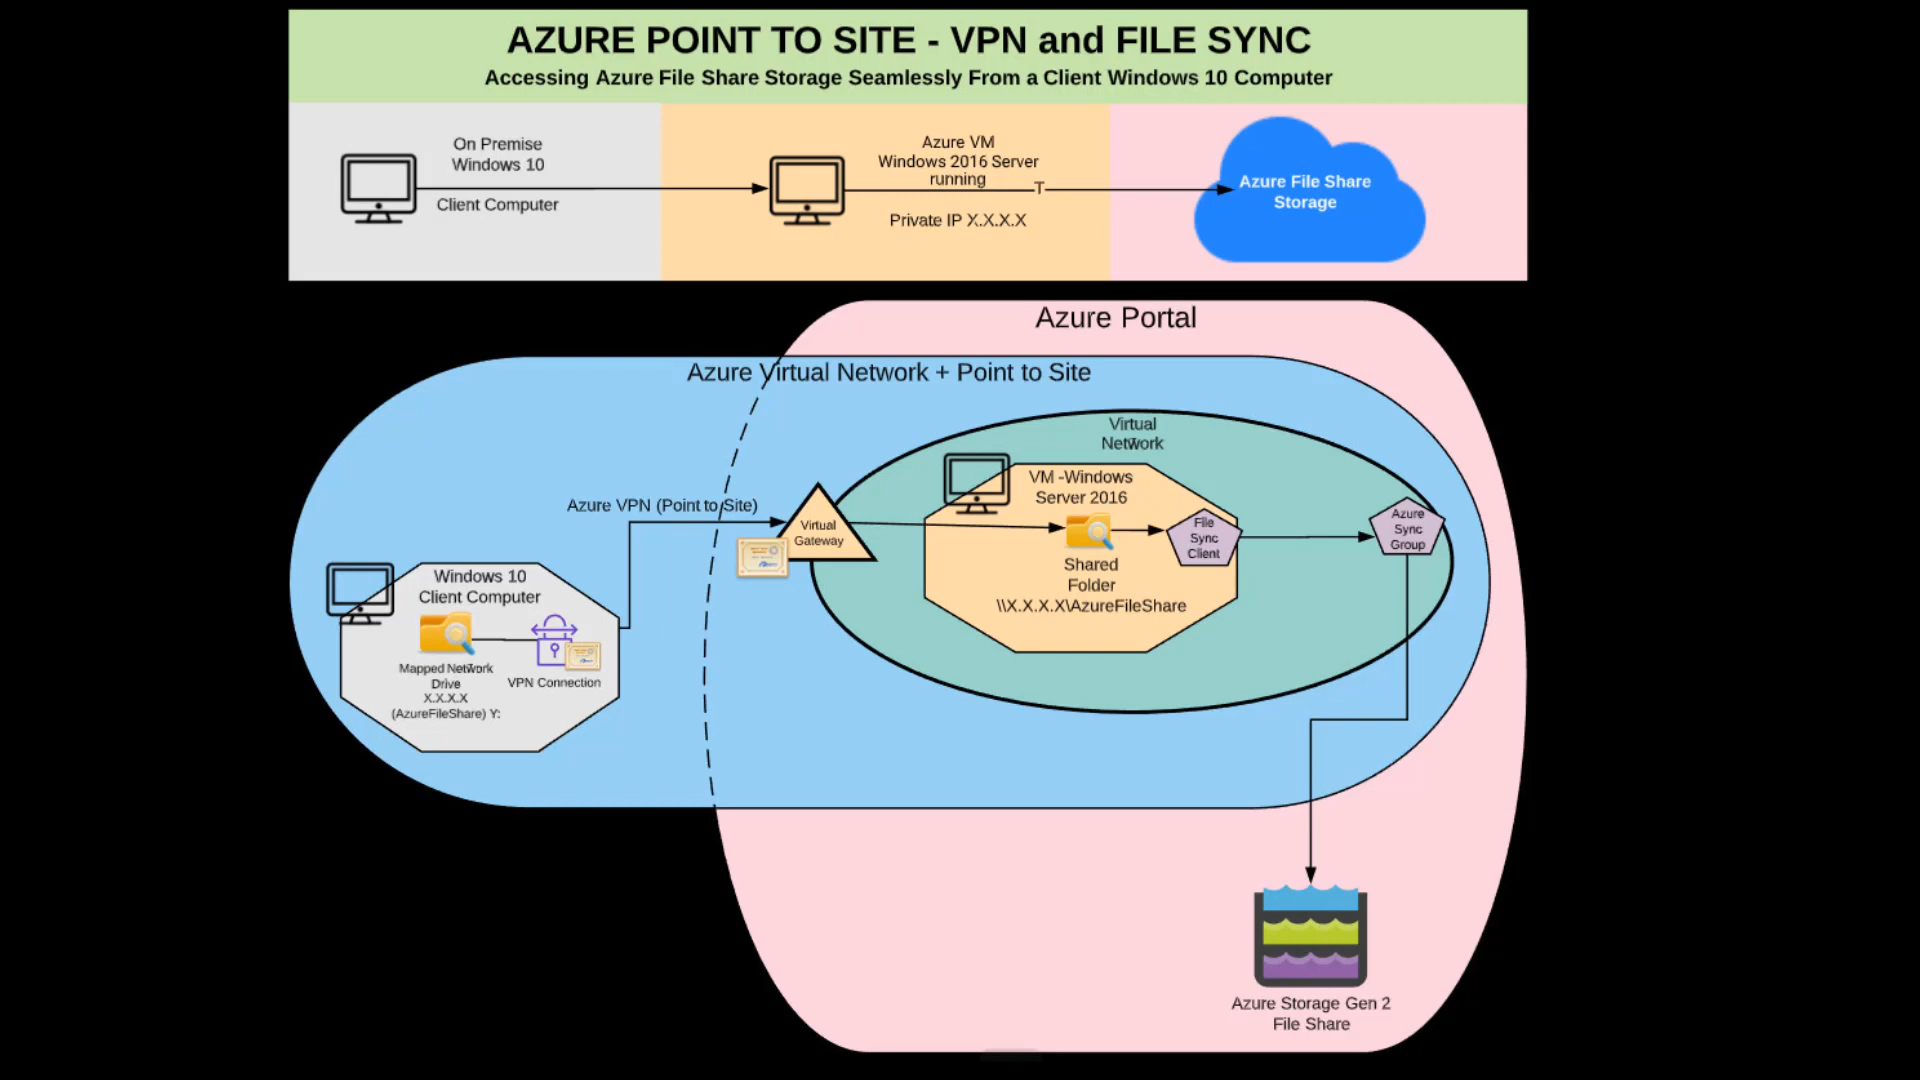 AZURE POINT TO SITE - VPN and FILE SYNC
Accessing Azure File Share Storage Seamlessly From a Client Windows 10 Computer
On Premise
Windows 10
Client Computer
Azure VM
Windows 2016 Server
running
T
Private IP X.X.X.X
Azure File Share
Storage
Azure Portal
Azure Virtual Network + Point to Site
Virtual
Network
VM -Windows
Server 2016
Azure VPN (Point to Site)
Virtual
Gateway
File
Sync
Client
Azure
Sync
Group
Shared
Folder
\\X.X.X.X\AzureFileShare
Windows 10
Client Computer
Mapped Network
Drive
X.X.X.X
(AzureFileShare) Y:
VPN Connection
Azure Storage Gen 2
File Share